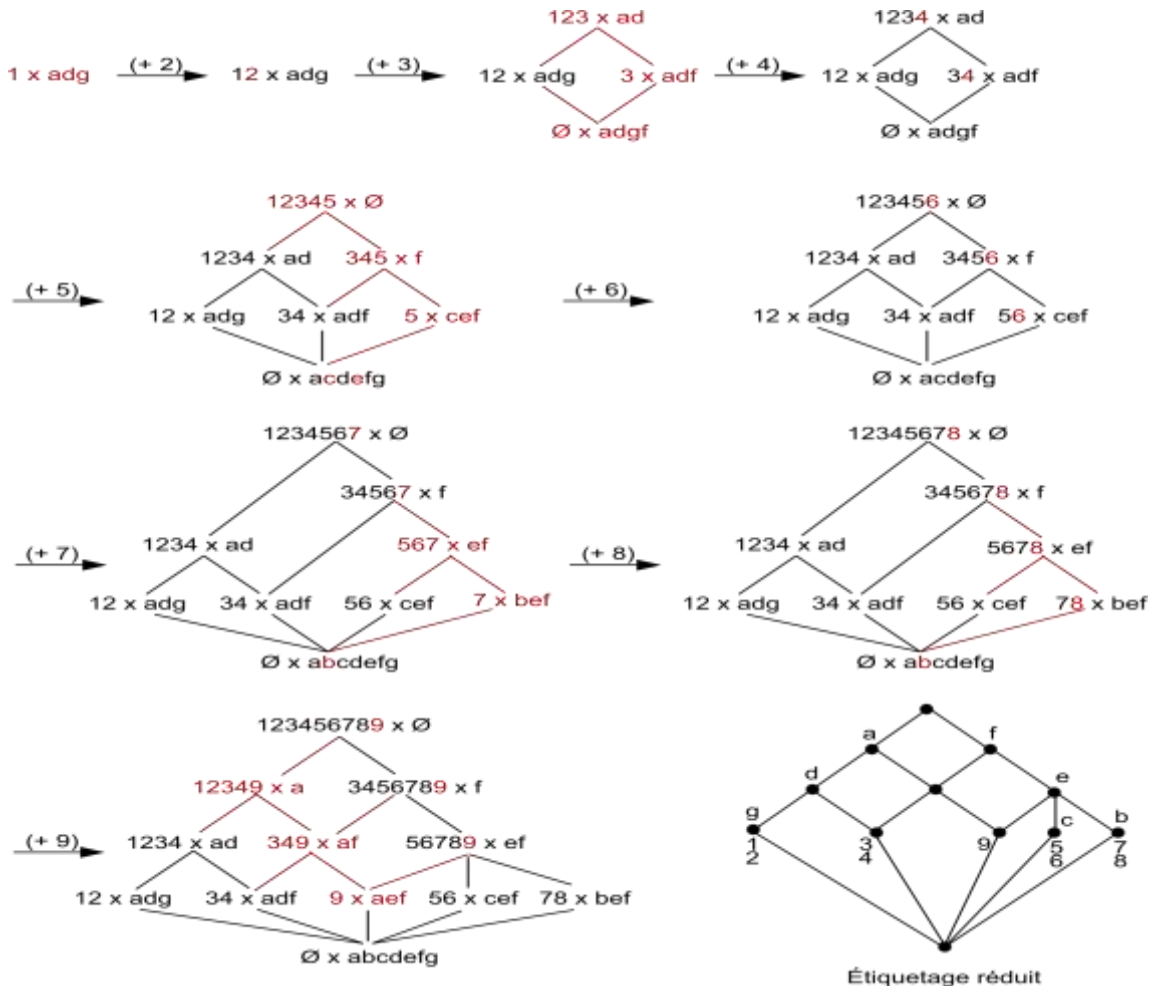 123 x ad
1234 x ad
1 x adg (+ 2) 12 x adg (+ 3) 12 x adg 3 x adf (+ 4) 12 x adg 34 x adf
Ø x adgf
Ø x adgf
12345 x Ø
123456 x Ø
1234 x ad 345 x f
1234 x ad 3456 x f
(+ 5) (+ 6)
12 x adg 34 x adf 5 x cef
12 x adg 34 x adf 56 x cef
Ø x acdefg
Ø x acdefg
1234567 x Ø
12345678 x Ø
34567 x f
345678 x f
(+ 7) 1234 x ad 567 x ef
(+ 8) 1234 x ad 5678 x ef
12 x adg 34 x adf 56 x cef 7 x bef
12 x adg 34 x adf 56 x cef 78 x bef
Ø x abcdefg
Ø x abcdefg
123456789 x Ø
12349 x a 3456789 x f
(+ 9) 1234 x ad 349 x af 56789 x ef
12 x adg 34 x adf 9 x aef 56 x cef 78 x bef
Ø x abcdefg
a f
d e
g c b
1 3 9 5 7
2 4 6 8
Étiquetage réduit